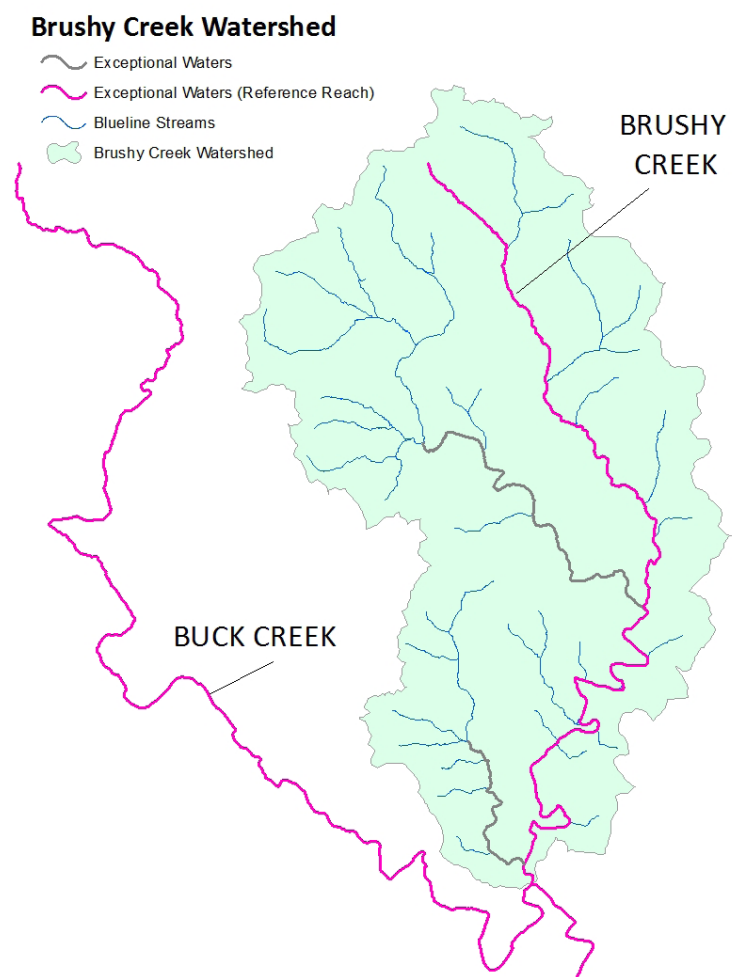 Brushy Creek Watershed
Exceptional Waters
Exceptional Waters (Reference Reach)
Blueline Streams
Brushy Creek Watershed
BRUSHY
CREEK
BUCK CREEK